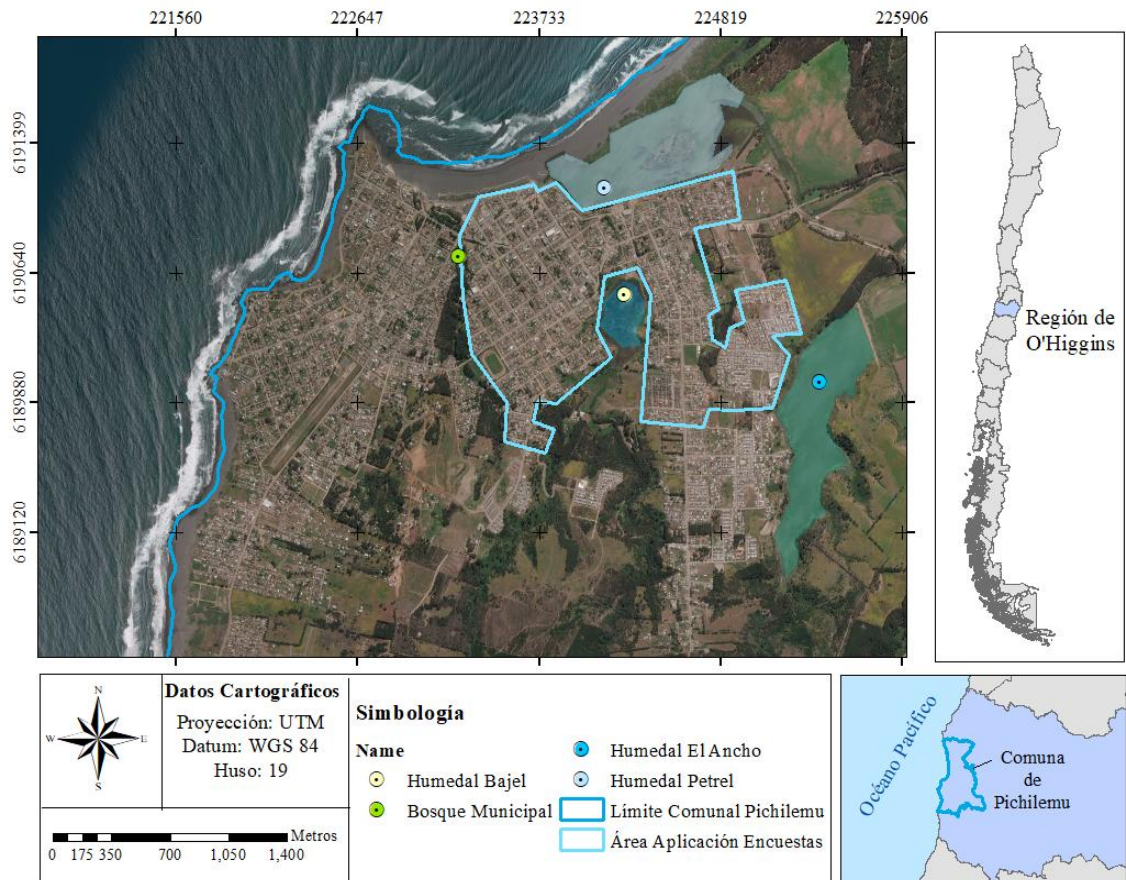 221560 222647 223733 224819 225906
6191399
6190640
6189880
6189120
Región de
O'Higgins
N
W E
S
Datos Cartográficos
Proyección: UTM
Datum: WGS 84
Huso: 19
0 175 350 700 1,050 1,400
Metros
Simbología
Name
Humedal Bajel
Bosque Municipal
Humedal El Ancho
Humedal Petrel
Límite Comunal Pichilemu
Área Aplicación Encuestas
Océano Pacífico
Comuna
de
Pichilemu